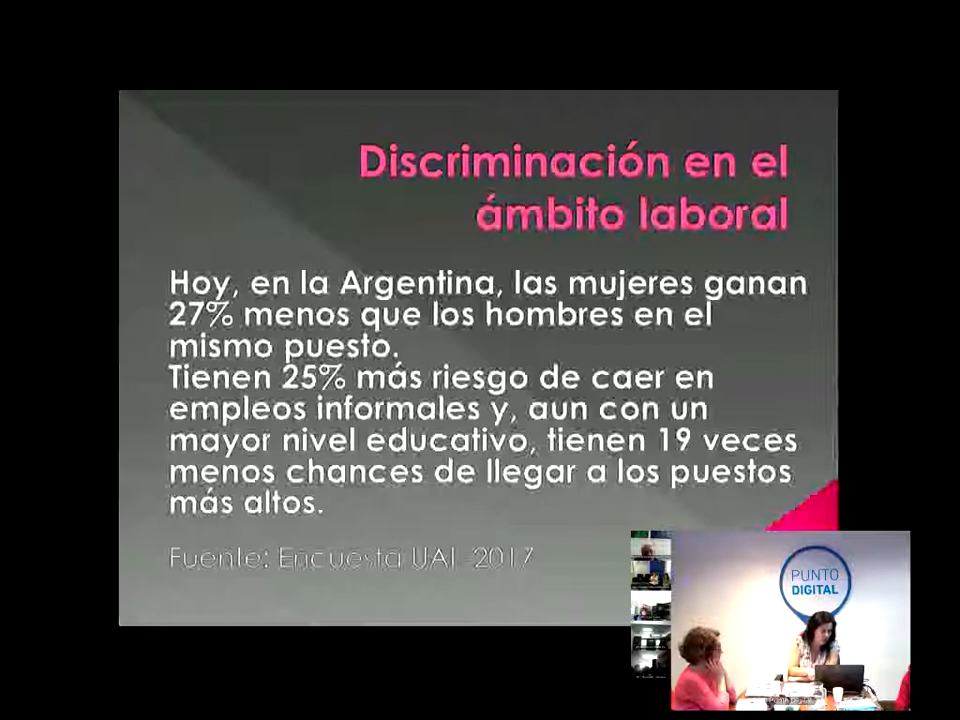 Discriminación en el
ámbito laboral
Hoy, en la Argentina, las mujeres ganan
27% menos que los hombres en el
mismo puesto.
Tienen 25% más riesgo de caer en
empleos informales y, aun con un
mayor nivel educativo, tienen 19 veces
menos chances de llegar a los puestos
más altos.
Fuente: Encuesta UAI -2017
PUNTO
DIGITAL